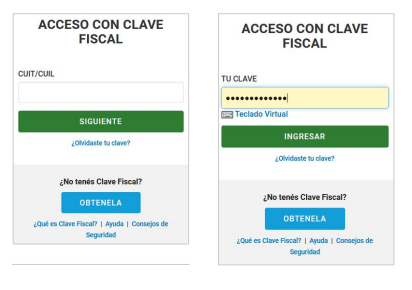 ACCESO CON CLAVE
FISCAL
CUIT/CUIL
SIGUIENTE
¿Olvidaste tu clave?
¿No tenés Clave Fiscal?
OBTENELA
¿Qué es Clave Fiscal? | Ayuda | Consejos de
Seguridad
ACCESO CON CLAVE
FISCAL
TU CLAVE
•••••••••••••
Teclado Virtual
INGRESAR
¿Olvidaste tu clave?
¿No tenés Clave Fiscal?
OBTENELA
¿Qué es Clave Fiscal? | Ayuda | Consejos de
Seguridad